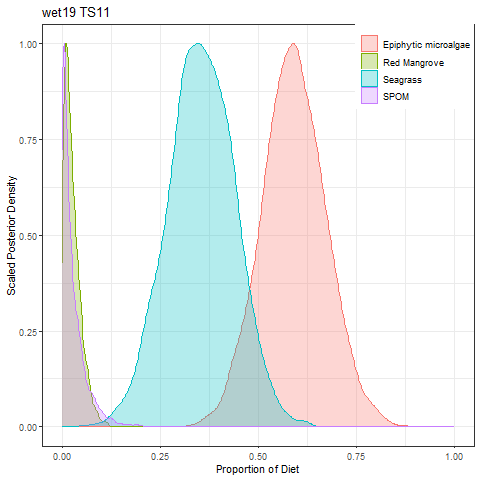 wet19 TS11
Epiphytic microalgae
Red Mangrove
Seagrass
SPOM
Scaled Posterior Density
1.00
0.75
0.50
0.25
0.00
0.00 0.25 0.50 0.75 1.00
Proportion of Diet